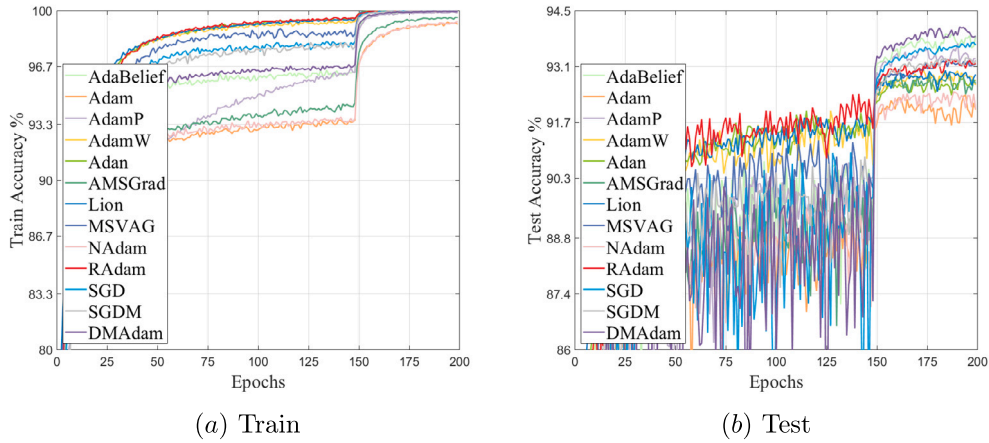 100
96.7
93.3
90
86.7
83.3
80
Train Accuracy %
AdaBelief
Adam
AdamP
AdamW
Adan
AMSGrad
Lion
MSVAG
NAdam
RAdam
SGD
SGDM
DMAdam
0 25 50 75 100 125 150 175 200
Epochs
(a) Train
94.5
93.1
91.7
90.3
88.8
87.4
86
Test Accuracy %
AdaBelief
Adam
AdamP
AdamW
Adan
AMSGrad
Lion
MSVAG
NAdam
RAdam
SGD
SGDM
DMAdam
0 25 50 75 100 125 150 175 200
Epochs
(b) Test